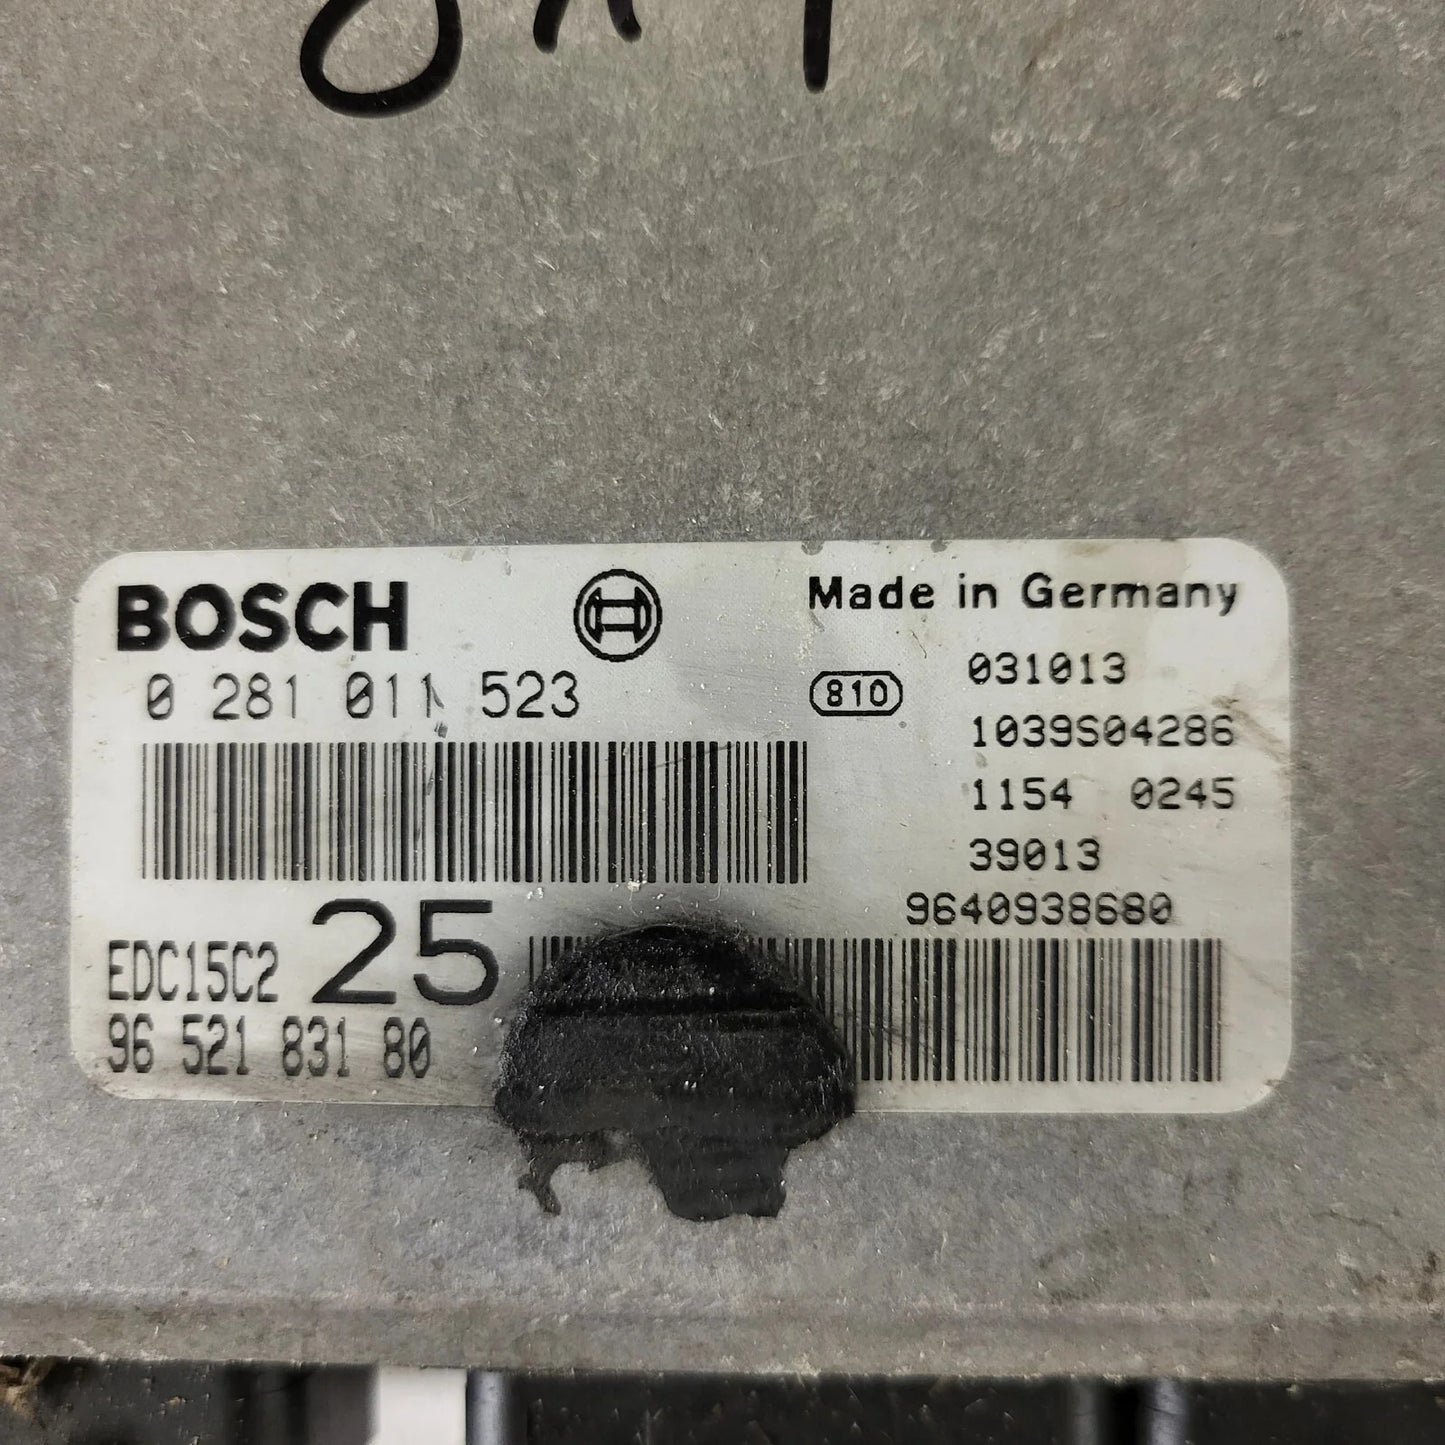 BOSCH
Made in Germany
0 281 011 523
810
031013
1039S04286
1154 0245
39013
9640938680
EDC15C2 25
96 521 831 80